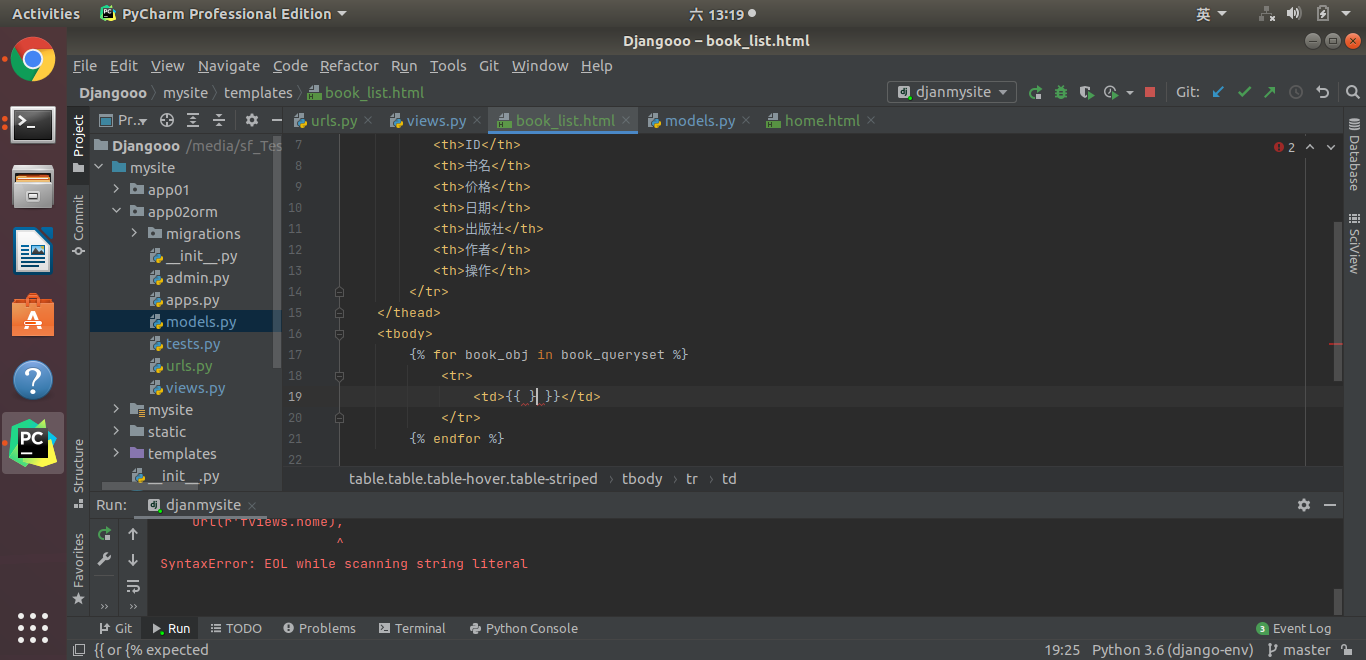 Activities PyCharm Professional Edition 六 13:19 英
Djangooo – book_list.html
File Edit View Navigate Code Refactor Run Tools Git Window Help
Djangooo mysite templates book_list.html djanmysite Git:
Project
Commit
Structure
Favorites
Pr...
Djangooo /media/sf_Tes
mysite
app01
app02orm
migrations
__init__.py
admin.py
apps.py
models.py
tests.py
urls.py
views.py
mysite
static
templates
__init__.py
urls.py views.py book_list.html models.py home.html
2
7 <th>ID</th>
8 <th>书名</th>
9 <th>价格</th>
10 <th>日期</th>
11 <th>出版社</th>
12 <th>作者</th>
13 <th>操作</th>
14 </tr>
15 </thead>
16 <tbody>
17 {% for book_obj in book_queryset %}
18 <tr>
19 <td>{{ } }}</td>
20 </tr>
21 {% endfor %}
22
table.table.table-hover.table-striped tbody tr td
Database
SciView
Run: djanmysite
url(r'fviews.home),
^
SyntaxError: EOL while scanning string literal
Git Run TODO Problems Terminal Python Console 3 Event Log
{{ or {% expected 19:25 Python 3.6 (django-env) master